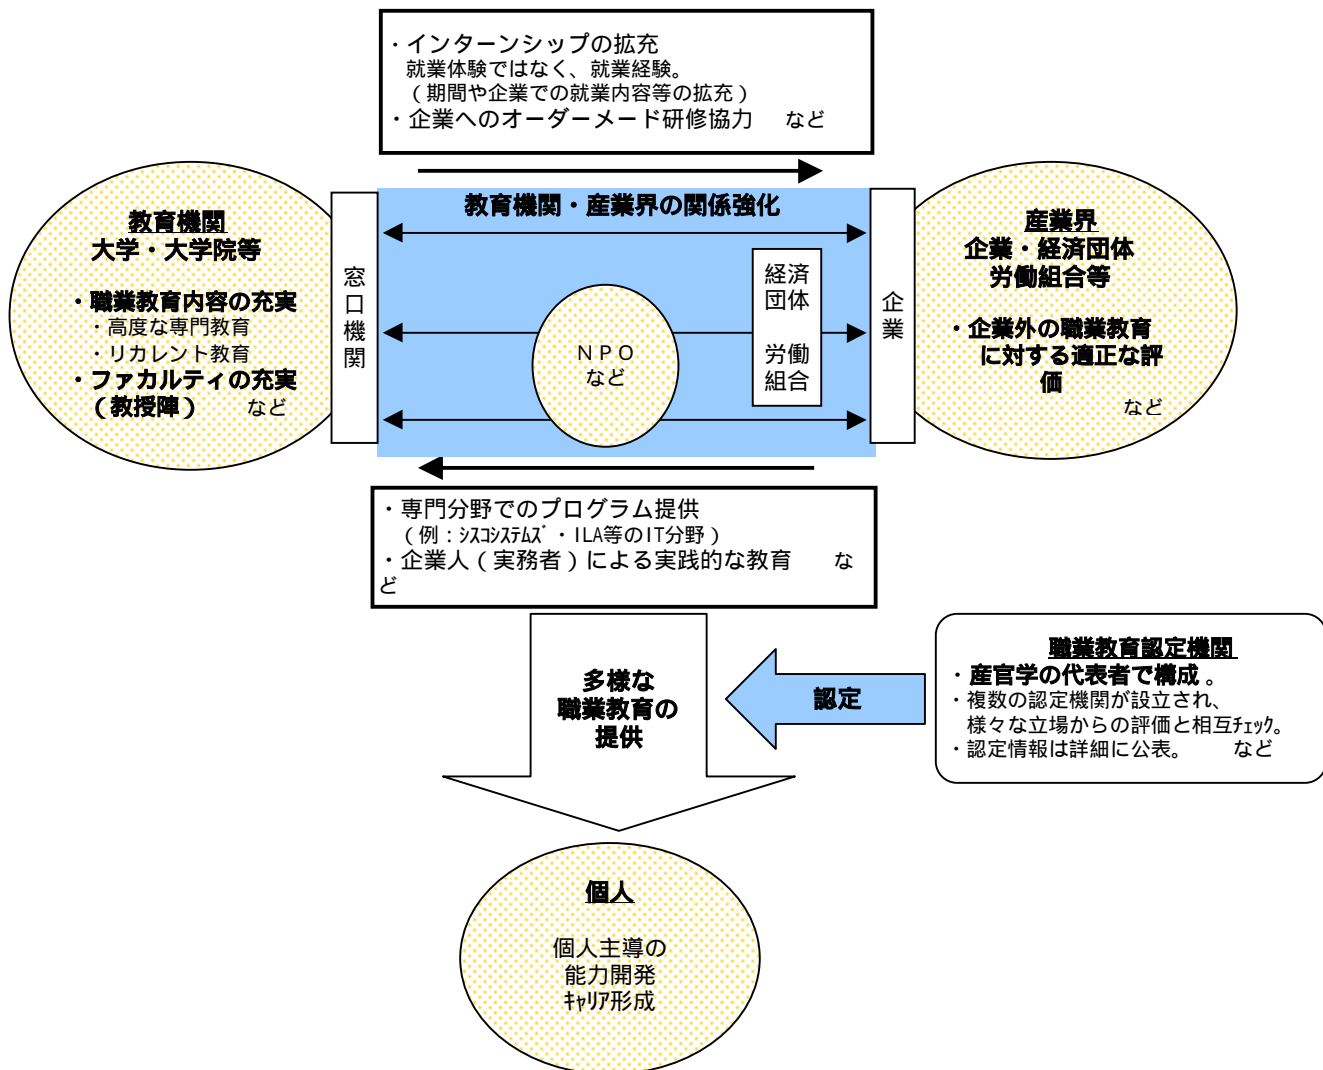 ・インターンシップの拡充
就業体験ではなく、就業経験。
（期間や企業での就業内容等の拡充）
・企業へのオーダーメード研修協力　など
教育機関・産業界の関係強化
教育機関
大学・大学院等
・職業教育内容の充実
・高度な専門教育
・リカレント教育
・ファカルティの充実
（教授陣）　など
窓口機関
ＮＰＯ
など
経済
団体
労働
組合
企業
産業界
企業・経済団体
労働組合等
・企業外の職業教育
に対する適正な評
価
など
・専門分野でのプログラム提供
（例：ｼｽｺｼｽﾃﾑｽﾞ・ILA等のIT分野）
・企業人（実務者）による実践的な教育　な
ど
多様な
職業教育の
提供
認定
職業教育認定機関
・産官学の代表者で構成。
・複数の認定機関が設立され、
様々な立場からの評価と相互ﾁｪｯｸ。
・認定情報は詳細に公表。　など
個人
個人主導の
能力開発
ｷｬﾘｱ形成